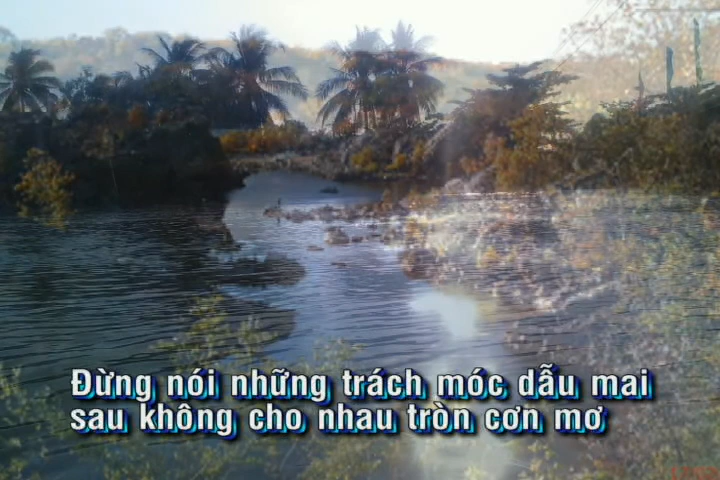 Đừng nói những trách móc dẫu mai
sau không cho nhau tròn cơn mơ